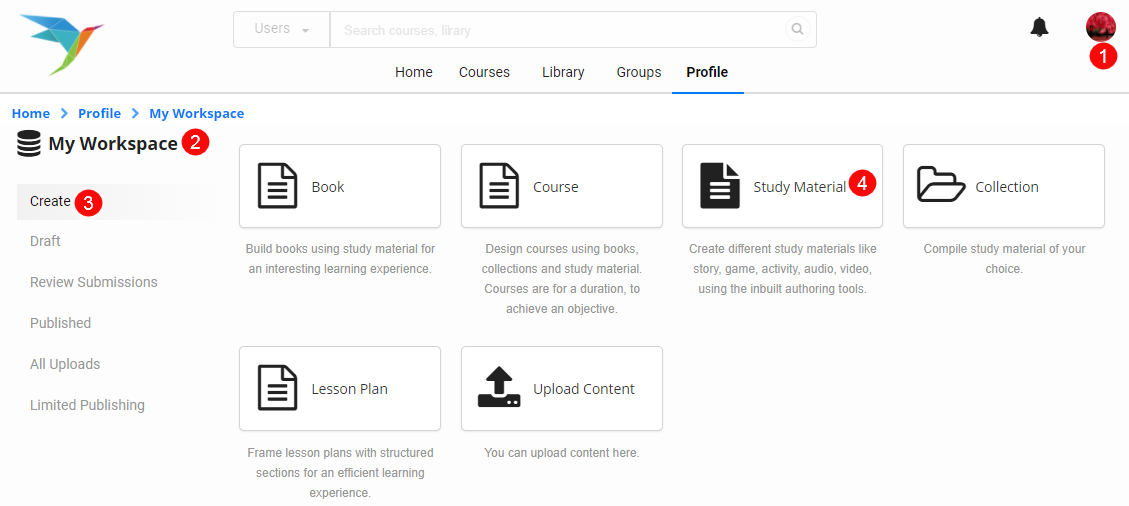 Users
Search courses, lirary
1
Home Courses Library Groups Profile
Home > Profile > My Workspace
My Workspace 2
Create 3
Draft
Review Submissions
Published
All Uploads
Limited Publishing
Book
Build books using study material for
an interesting learning experience.
Course
Design courses using books,
collections and study material.
Courses are for a duration, to
achieve an objective.
Study Material 4
Create different study materials like
story, game, activity, audio, video,
using the inbuilt authoring tools.
Collection
Compile study material of your
choice.
Lesson Plan
Frame lesson plans with structured
sections for an efficient learning
experience.
Upload Content
You can upload content here.